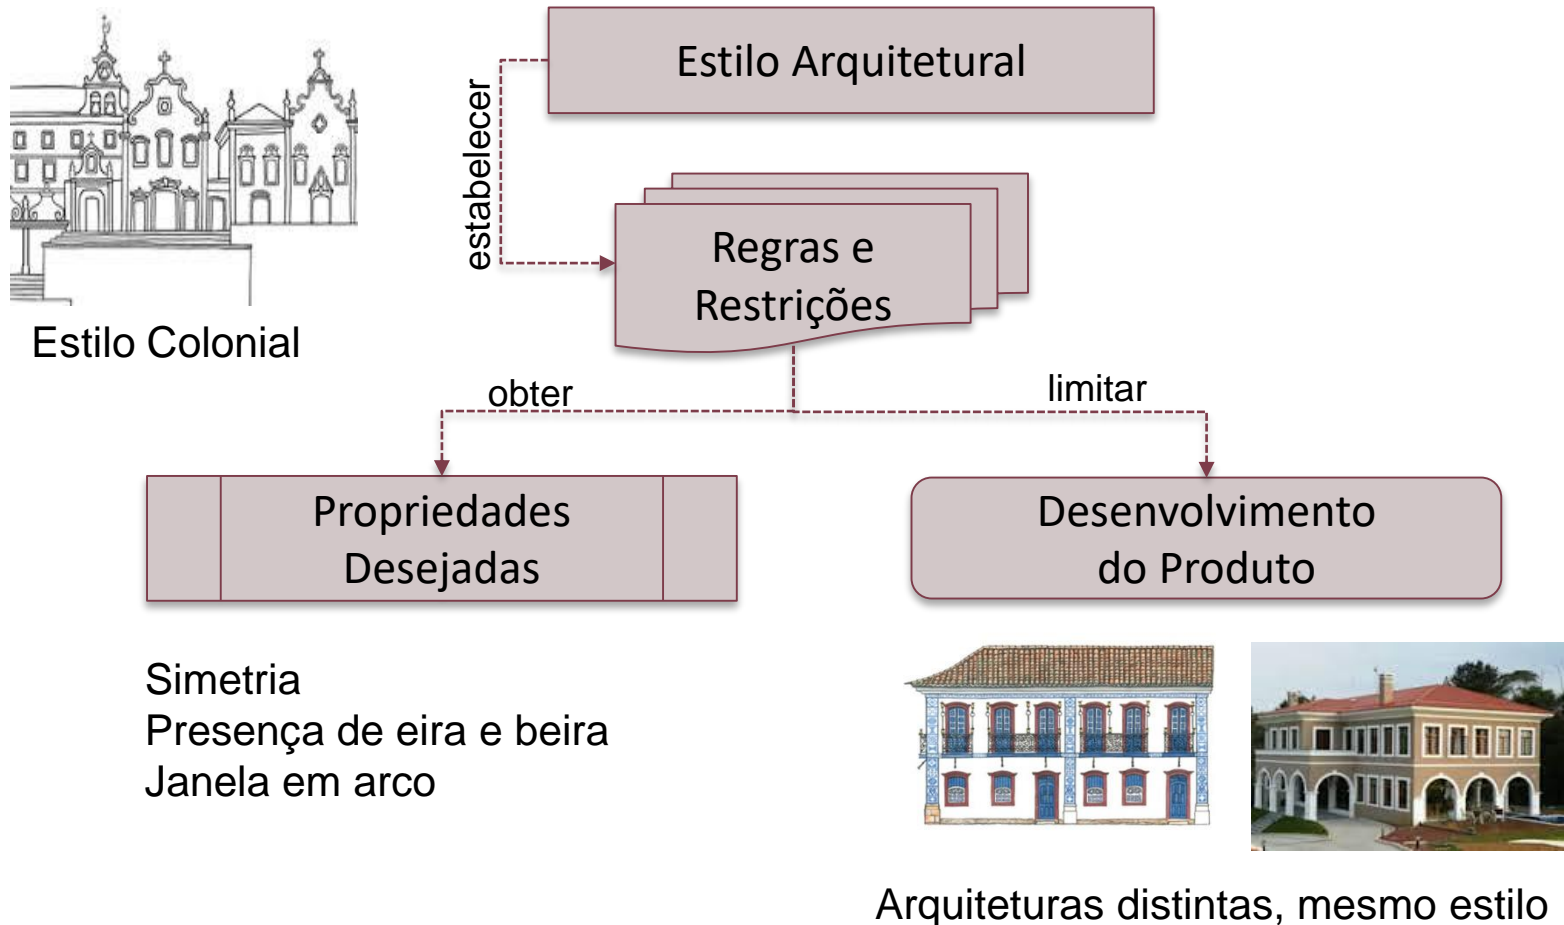 Estilo Arquitetural
estabelecer
Regras e
Restrições
Estilo Colonial
obter
limitar
Propriedades
Desejadas
Desenvolvimento
do Produto
Simetria
Presença de eira e beira
Janela em arco
Arquiteturas distintas, mesmo estilo